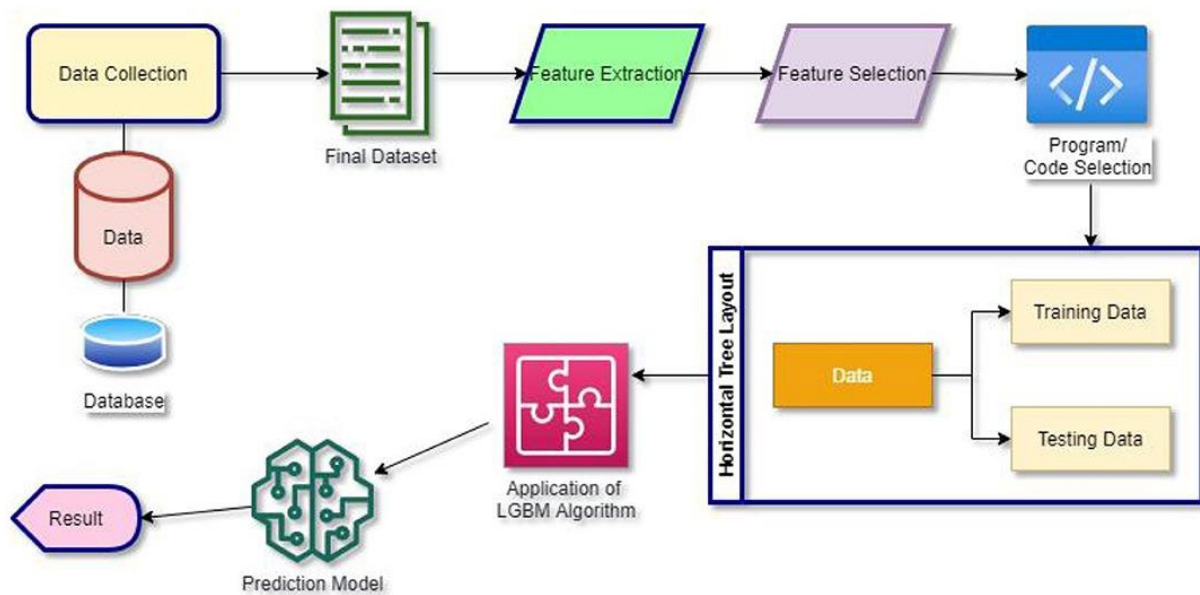 Data Collection
Final Dataset
Feature Extraction
Feature Selection
Program/
Code Selection
Data
Database
Horizontal Tree Layout
Data
Training Data
Testing Data
Application of
LGBM Algorithm
Prediction Model
Result